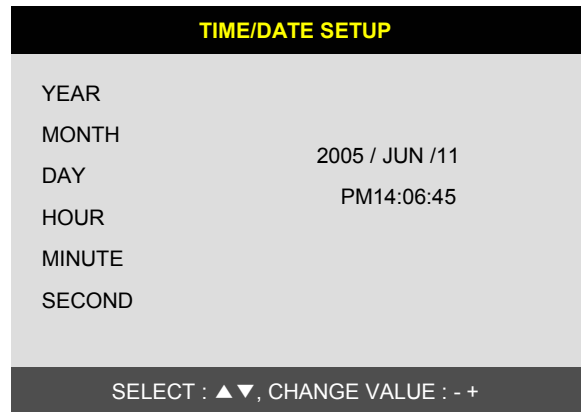 TIME/DATE SETUP
YEAR
MONTH
DAY
HOUR
MINUTE
SECOND
2005 / JUN /11
PM14:06:45
SELECT : ▲▼, CHANGE VALUE : - +